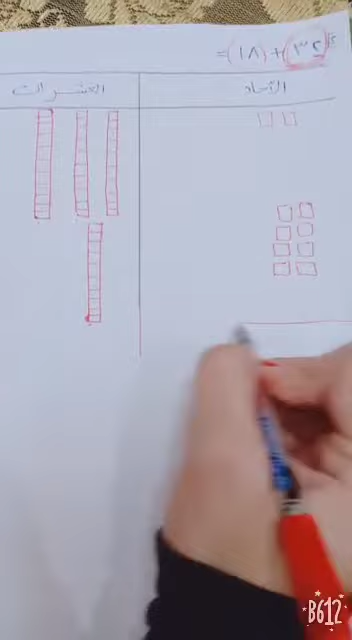 (٣٢) + (١٨) =
الآحاد العشرات
B612